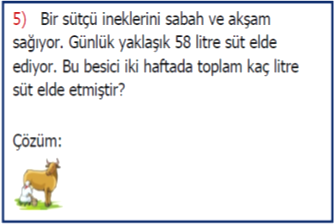 5) Bir sütçü ineklerini sabah ve akşam
sağıyor. Günlük yaklaşık 58 litre süt elde
ediyor. Bu besici iki haftada toplam kaç litre
süt elde etmiştir?
Çözüm: